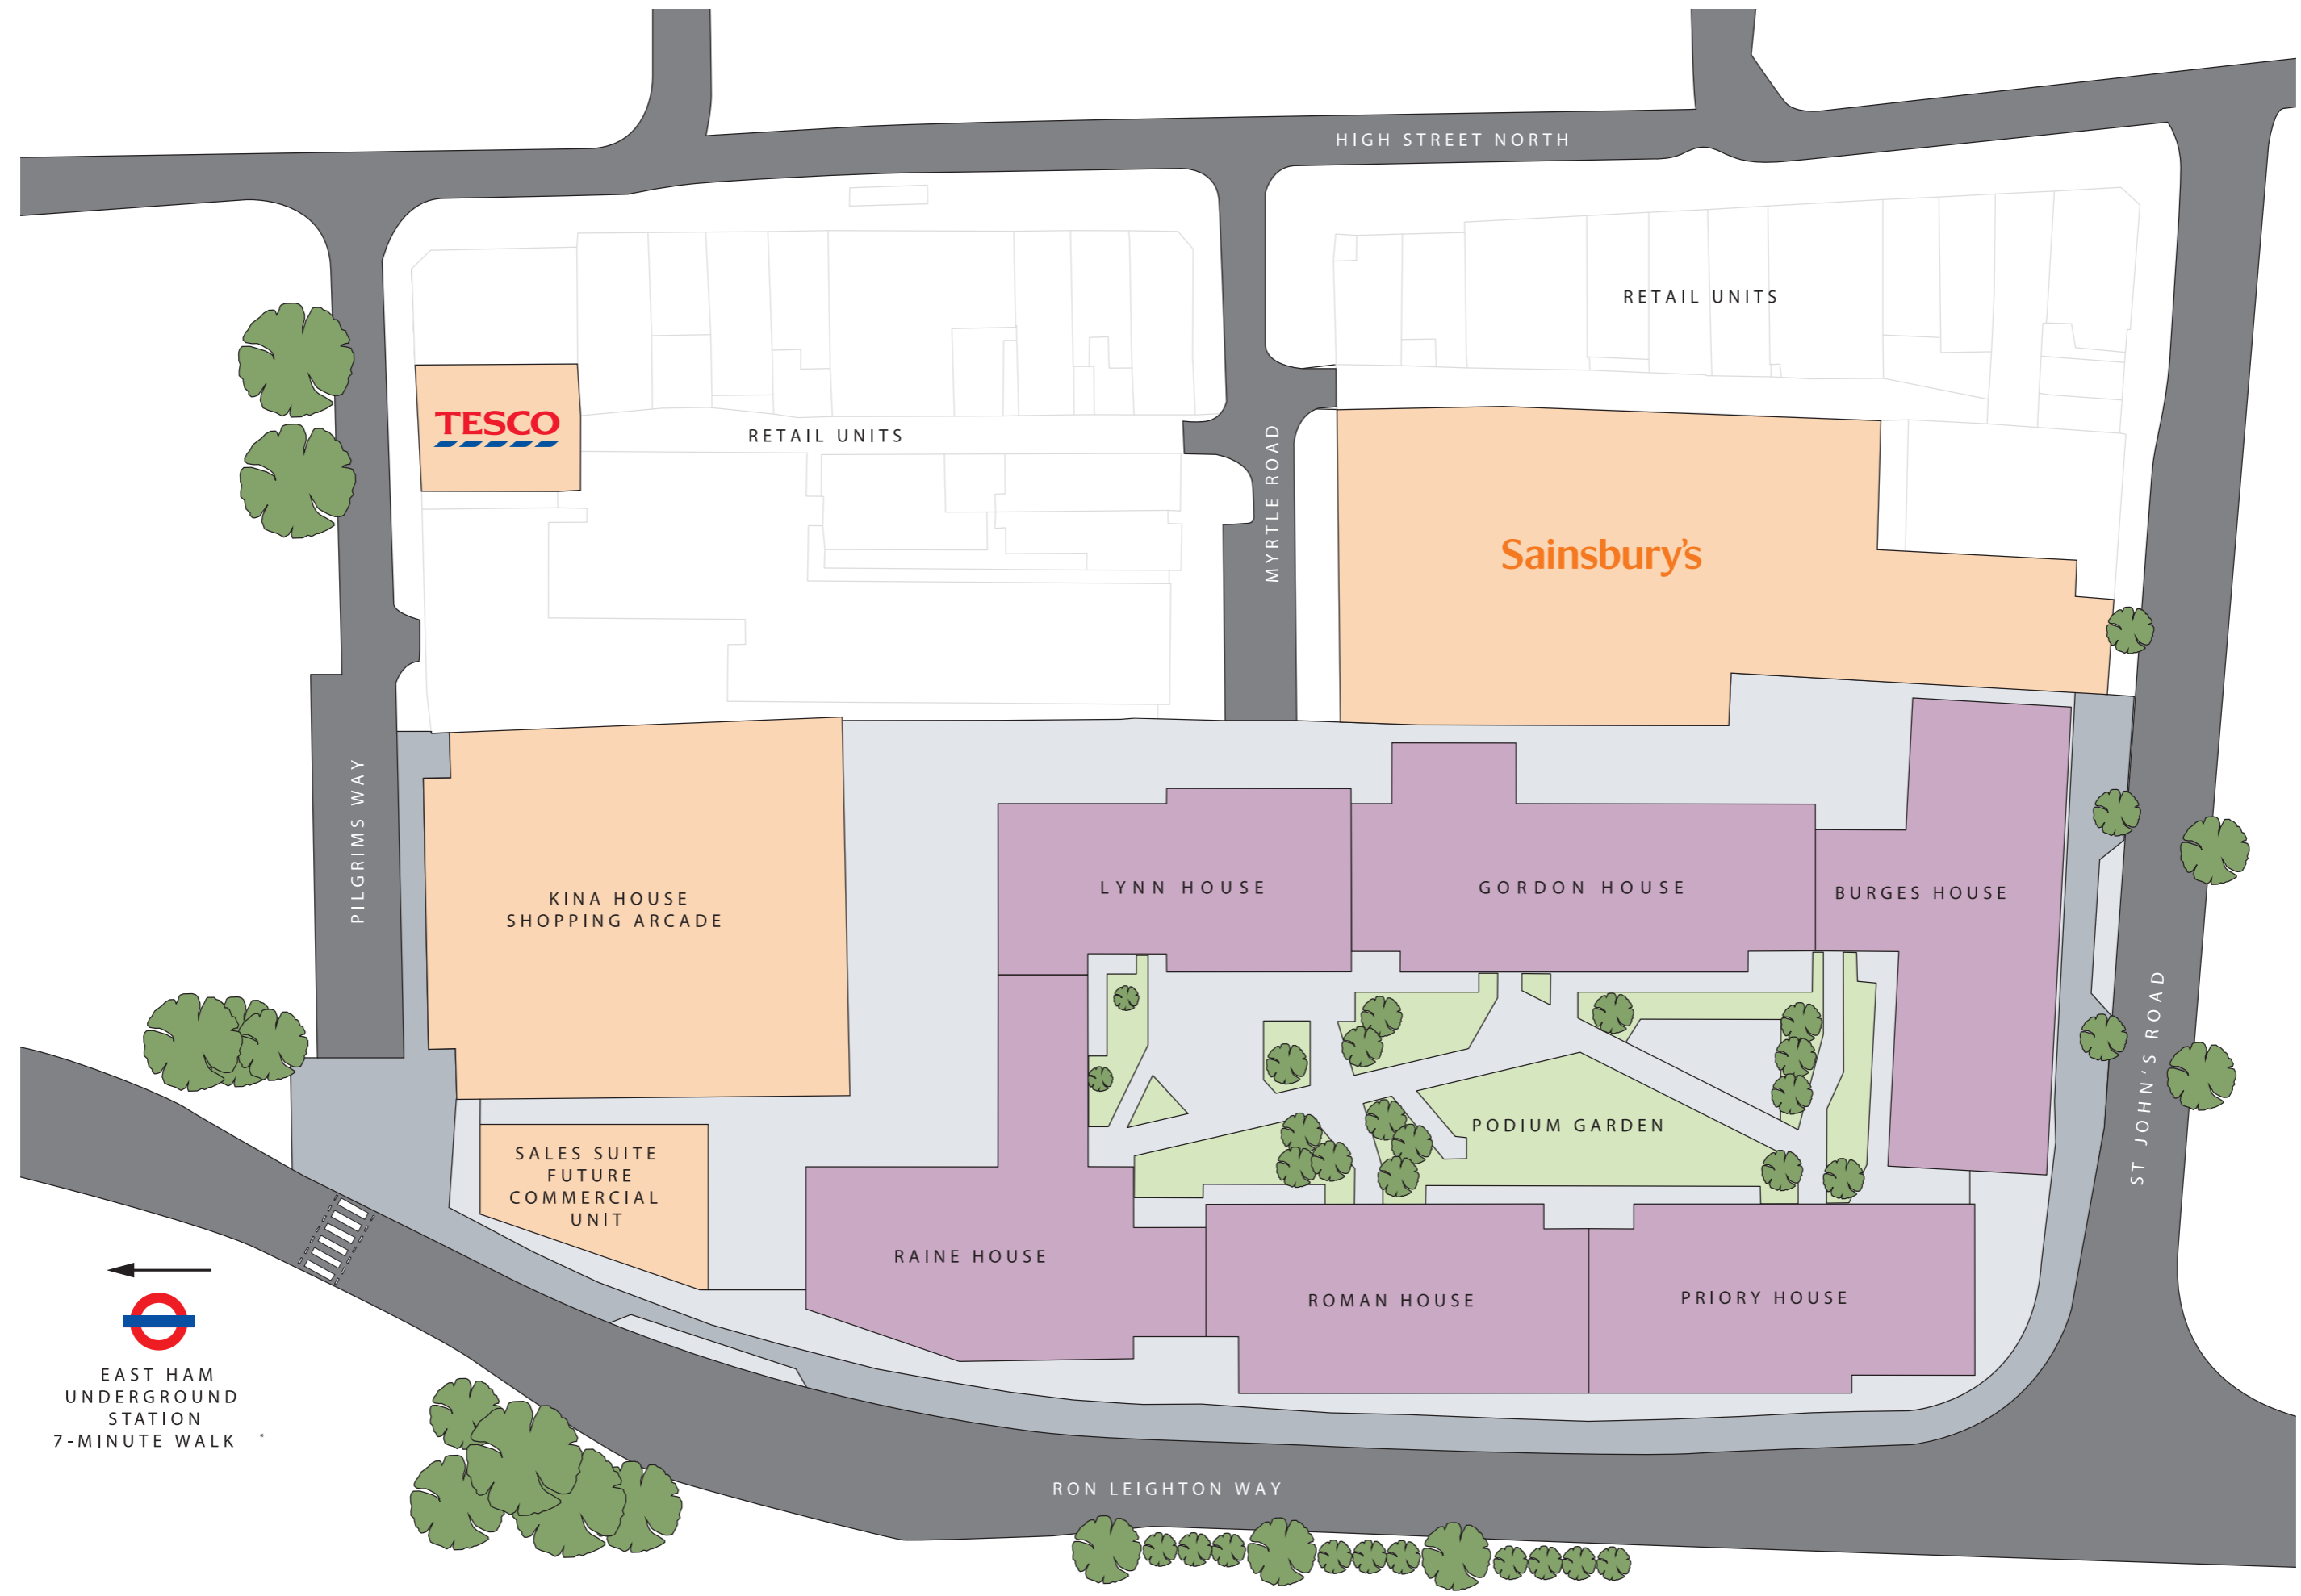 HIGH STREET NORTH
RETAIL UNITS
TESCO
RETAIL UNITS
MYRTLE ROAD
Sainsbury's
PILGRIMS WAY
KINA HOUSE
SHOPPING ARCADE
LYNN HOUSE
GORDON HOUSE
BURGES HOUSE
ST JOHN'S ROAD
PODIUM GARDEN
SALES SUITE
FUTURE
COMMERCIAL
UNIT
RAINE HOUSE
ROMAN HOUSE
PRIORY HOUSE
EAST HAM
UNDERGROUND
STATION
7-MINUTE WALK
RON LEIGHTON WAY